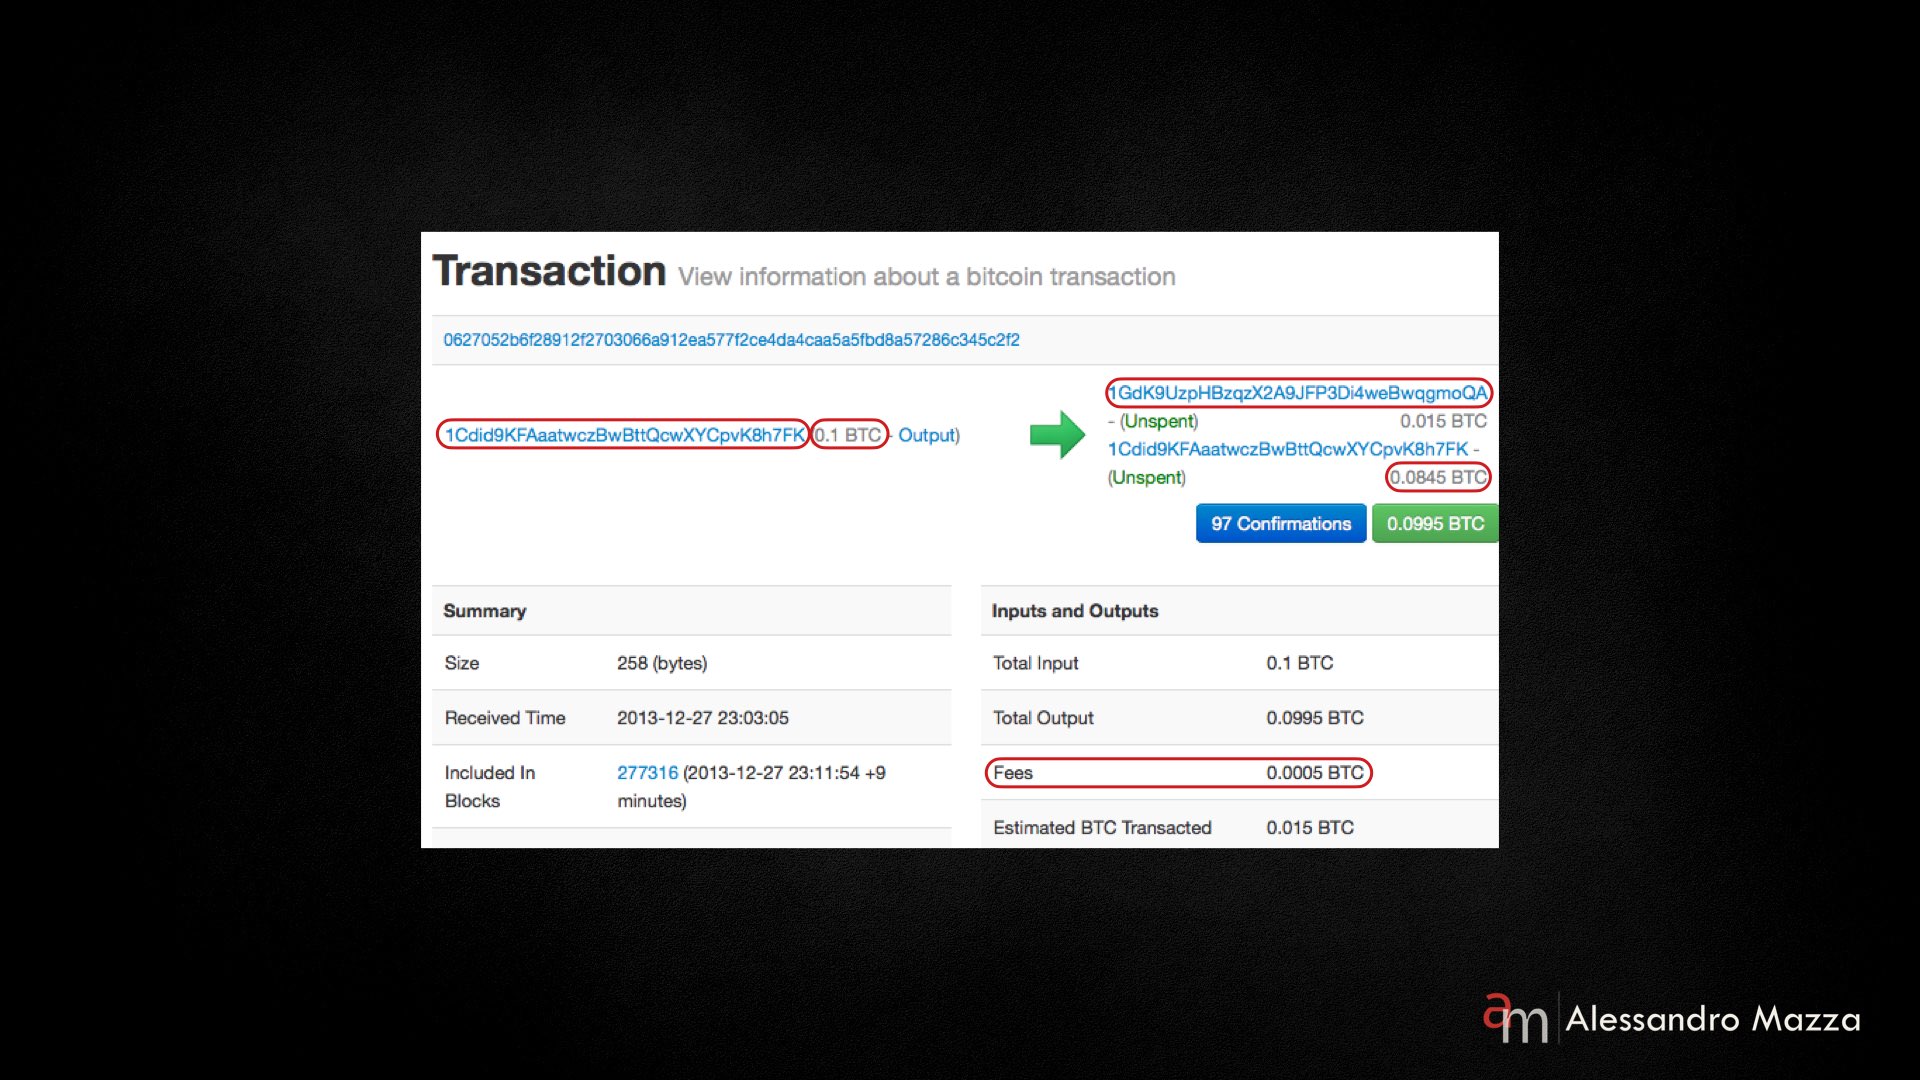 Transaction View information about a bitcoin transaction
0627052b6f28912f2703066a912ea577f2ce4da4caa5a5fbd8a57286c345c2f2
1Cdid9KFAaatwczBwBttQcwXYCpvK8h7FK (0.1 BTC - Output)
1GdK9UzpHBzqzX2A9JFP3Di4weBwqgmoQA
- (Unspent) 0.015 BTC
1Cdid9KFAaatwczBwBttQcwXYCpvK8h7FK -
(Unspent) 0.0845 BTC
97 Confirmations 0.0995 BTC
Summary
Size 258 (bytes)
Received Time 2013-12-27 23:03:05
Included In 277316 (2013-12-27 23:11:54 +9
Blocks minutes)
Inputs and Outputs
Total Input 0.1 BTC
Total Output 0.0995 BTC
Fees 0.0005 BTC
Estimated BTC Transacted 0.015 BTC
am Alessandro Mazza